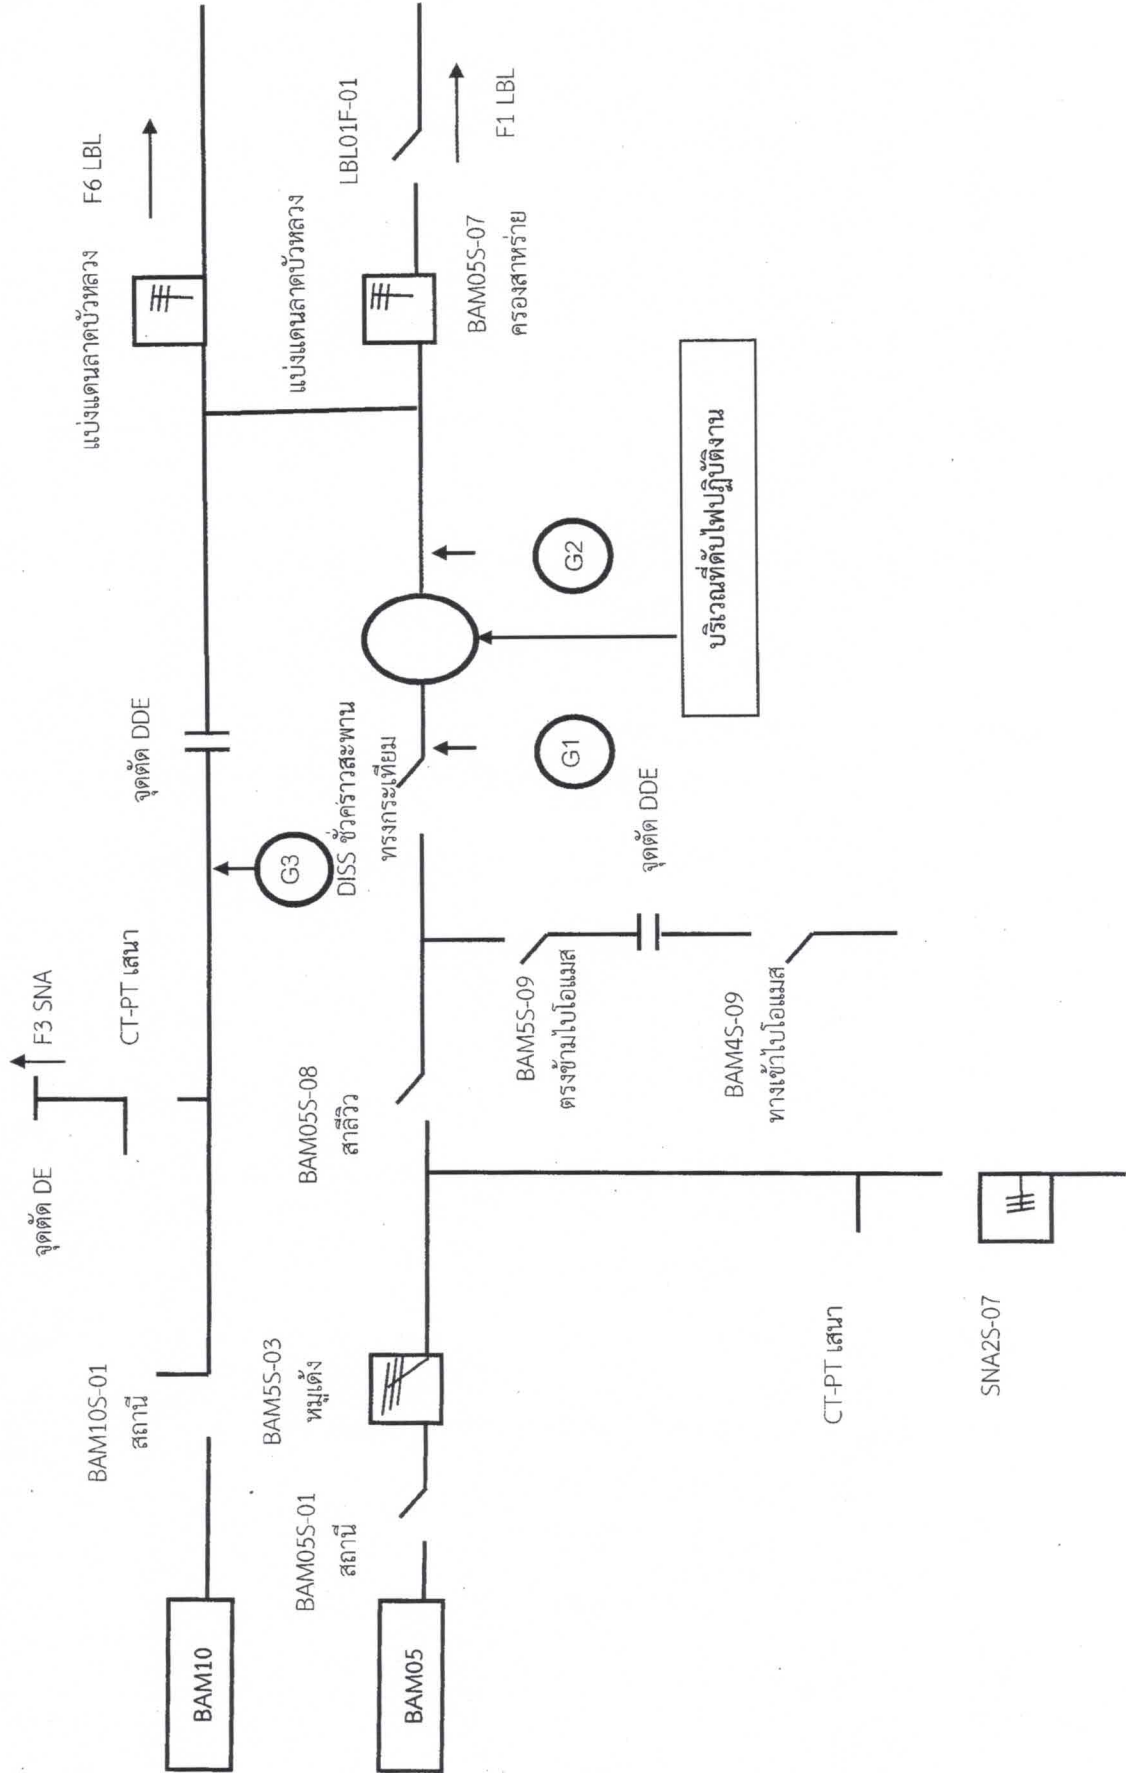 แบ่งแดนลาดบัวหลวง
F6 LBL
จุดตัด DDE
F3 SNA
CT-PT เสนา
จุดตัด DE
BAM10S-01
สถานี
BAM10
G3
แบ่งแดนลาดบัวหลวง
LBL01F-01
F1 LBL
BAM05S-07
ครองสาหร่าย
DISS ชั่วคร่าวสะพาน
ทรงกระเทียม
G1
G2
บริเวณที่ดับไฟปฏิบัติงาน
BAM05S-08
สาลีวิว
BAM5S-03
หมูเด้ง
BAM05S-01
สถานี
BAM05
BAM5S-09
ตรงข้ามไบโอแมส
จุดตัด DDE
BAM4S-09
ทางเข้าไบโอแมส
CT-PT เสนา
SNA2S-07